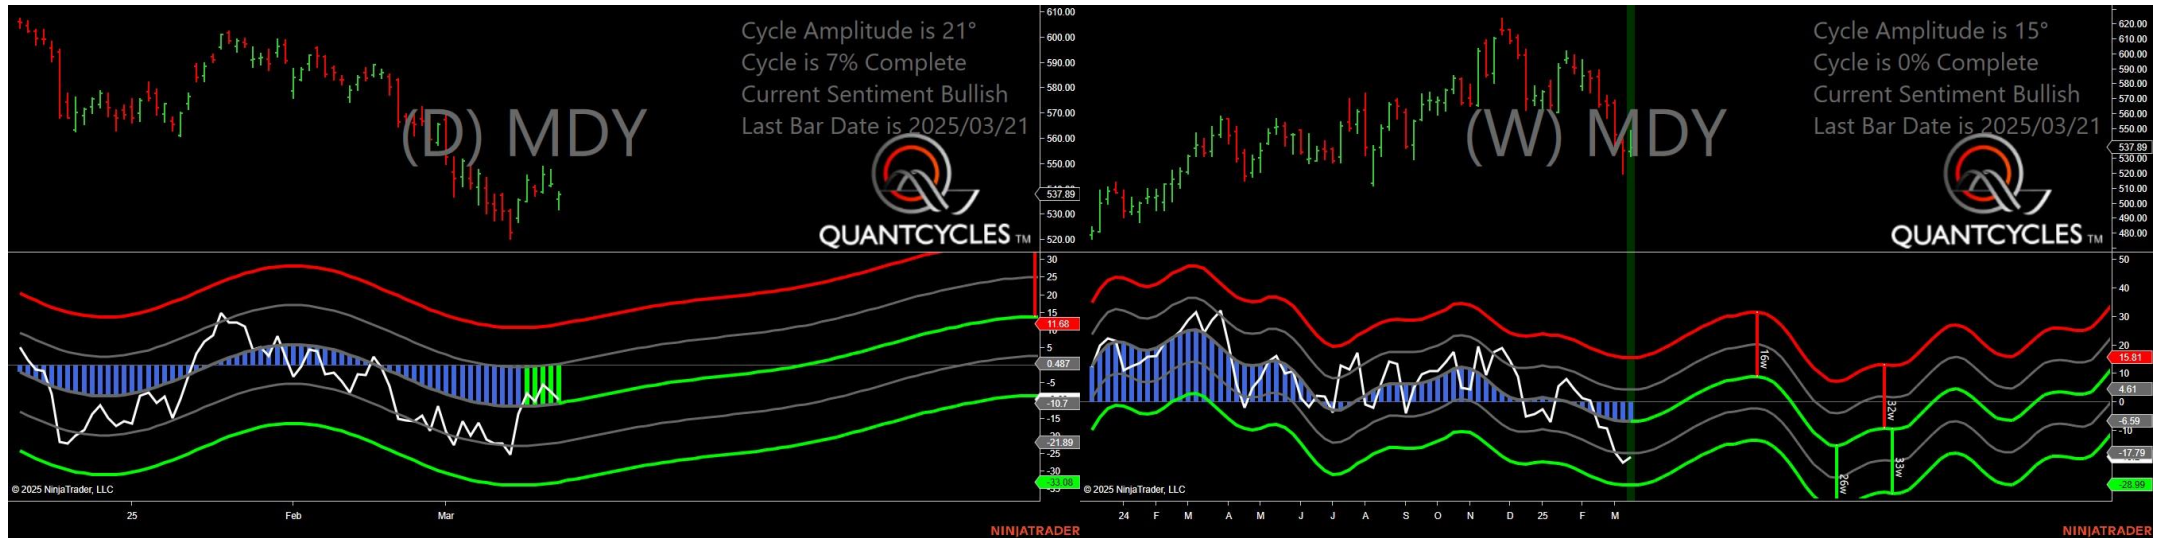 Cycle Amplitude is 21°
Cycle is 7% Complete
Current Sentiment Bullish
Last Bar Date is 2025/03/21
(D) MDY
QUANTCYCLES TM
610.00
600.00
590.00
580.00
570.00
560.00
550.00
537.89
530.00
520.00
30
25
20
15
11.68
5
0.487
-5
-10.7
-15
-21.89
-25
-30
-33.08
© 2025 NinjaTrader, LLC
25 Feb Mar
NINJATRADER
Cycle Amplitude is 15°
Cycle is 0% Complete
Current Sentiment Bullish
Last Bar Date is 2025/03/21
(W) MDY
QUANTCYCLES TM
620.00
610.00
600.00
590.00
580.00
570.00
560.00
550.00
537.89
530.00
520.00
510.00
500.00
490.00
480.00
50
40
30
20
15.81
10
4.61
0
-6.59
-10
-17.79
-28.99
16w
32w
26w
33w
© 2025 NinjaTrader, LLC
24 F M A M J J A S O N D 25 F M
NINJATRADER